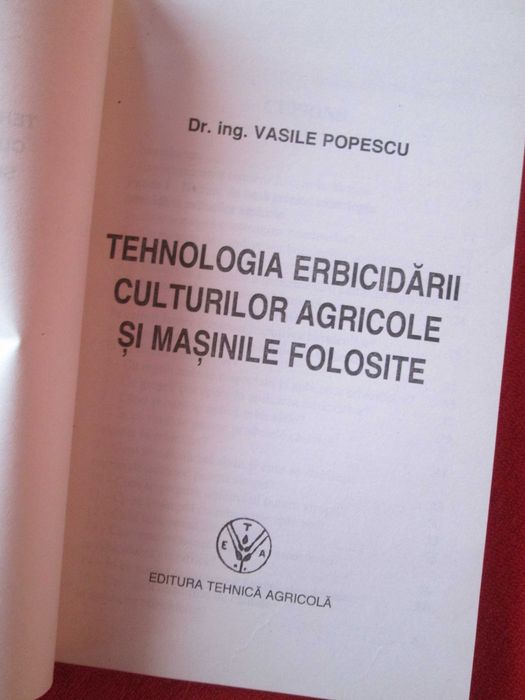 Dr. ing. VASILE POPESCU
TEHNOLOGIA ERBICIDĂRII
CULTURILOR AGRICOLE
ȘI MAȘINILE FOLOSITE
E T A
EDITURA TEHNICĂ AGRICOLĂ